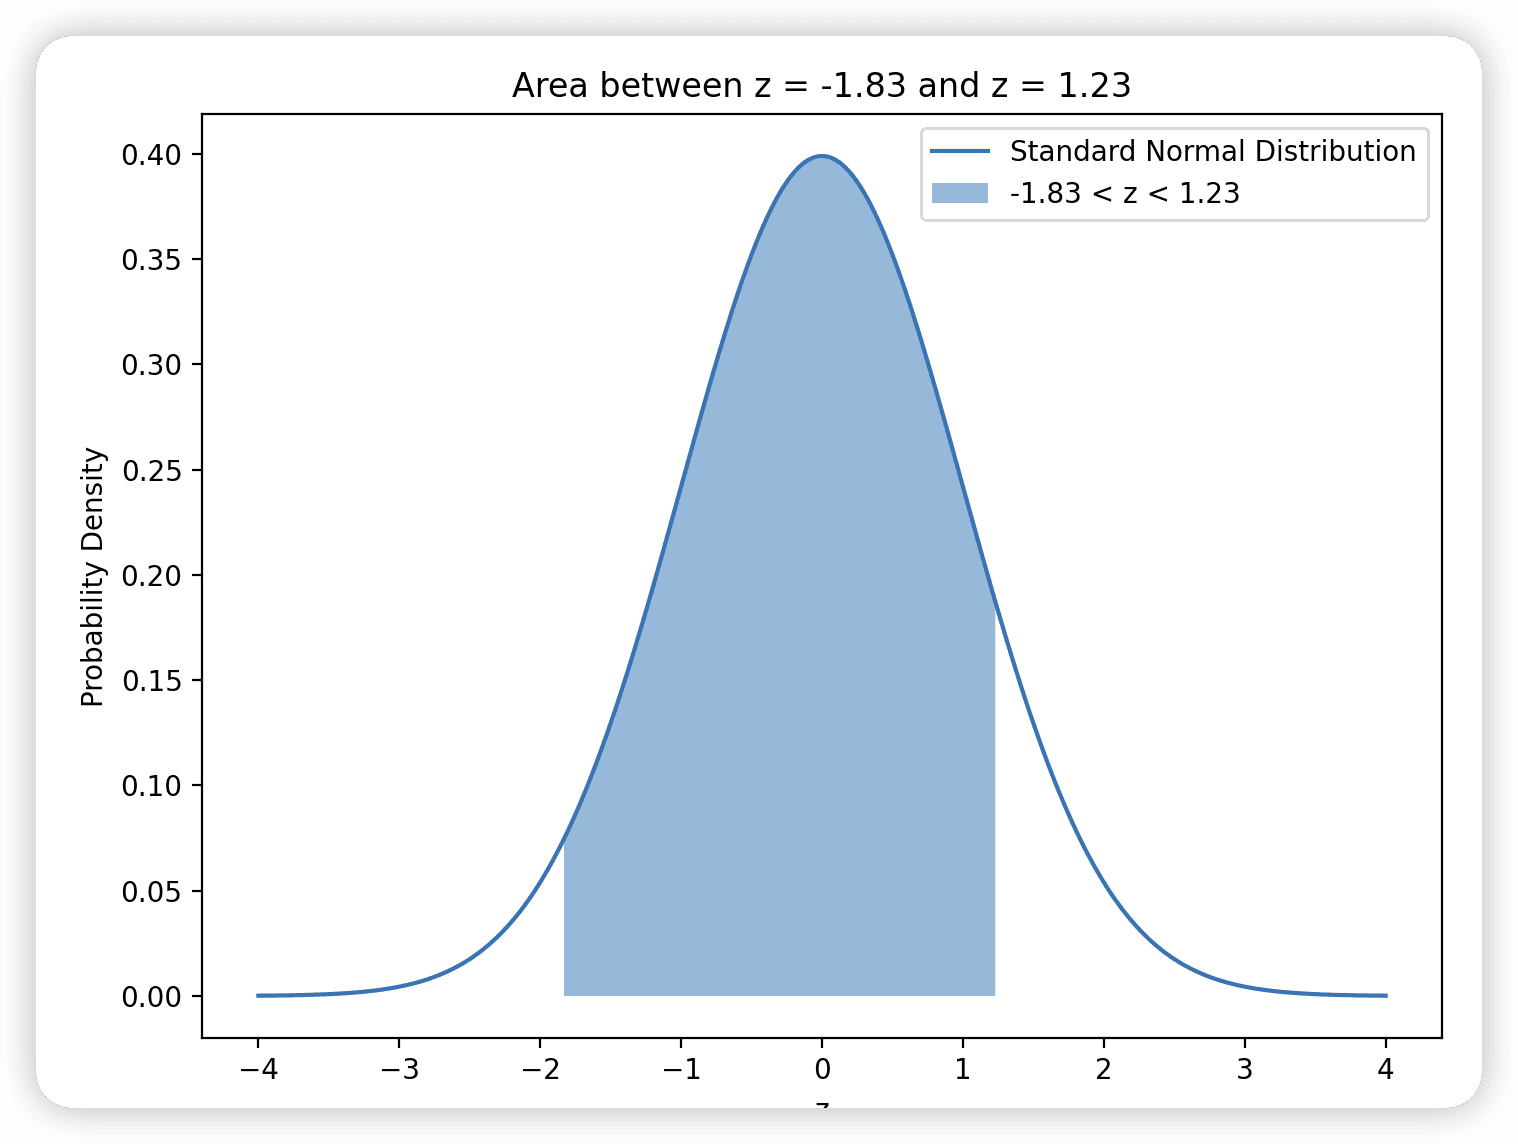 Area between z = -1.83 and z = 1.23
Standard Normal Distribution
-1.83 < z < 1.23
0.40
0.35
0.30
0.25
0.20
0.15
0.10
0.05
0.00
Probability Density
−4 −3 −2 −1 0 1 2 3 4